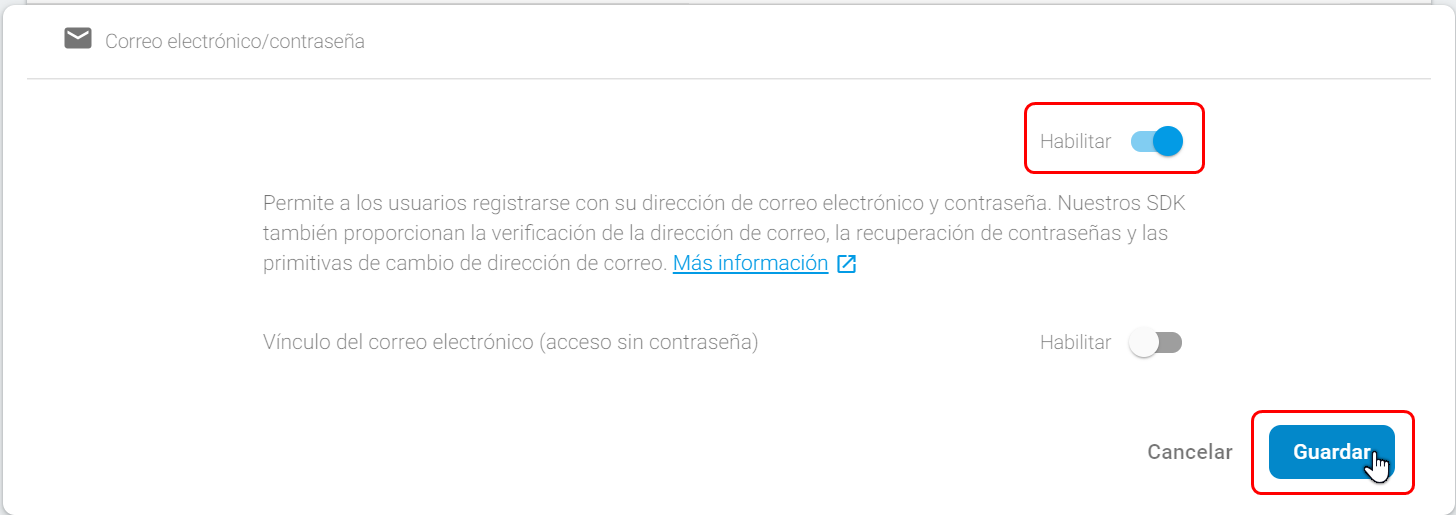 Correo electrónico/contraseña
Habilitar
Permite a los usuarios registrarse con su dirección de correo electrónico y contraseña. Nuestros SDK
también proporcionan la verificación de la dirección de correo, la recuperación de contraseñas y las
primitivas de cambio de dirección de correo. Más información
Vínculo del correo electrónico (acceso sin contraseña)
Habilitar
Cancelar
Guardar